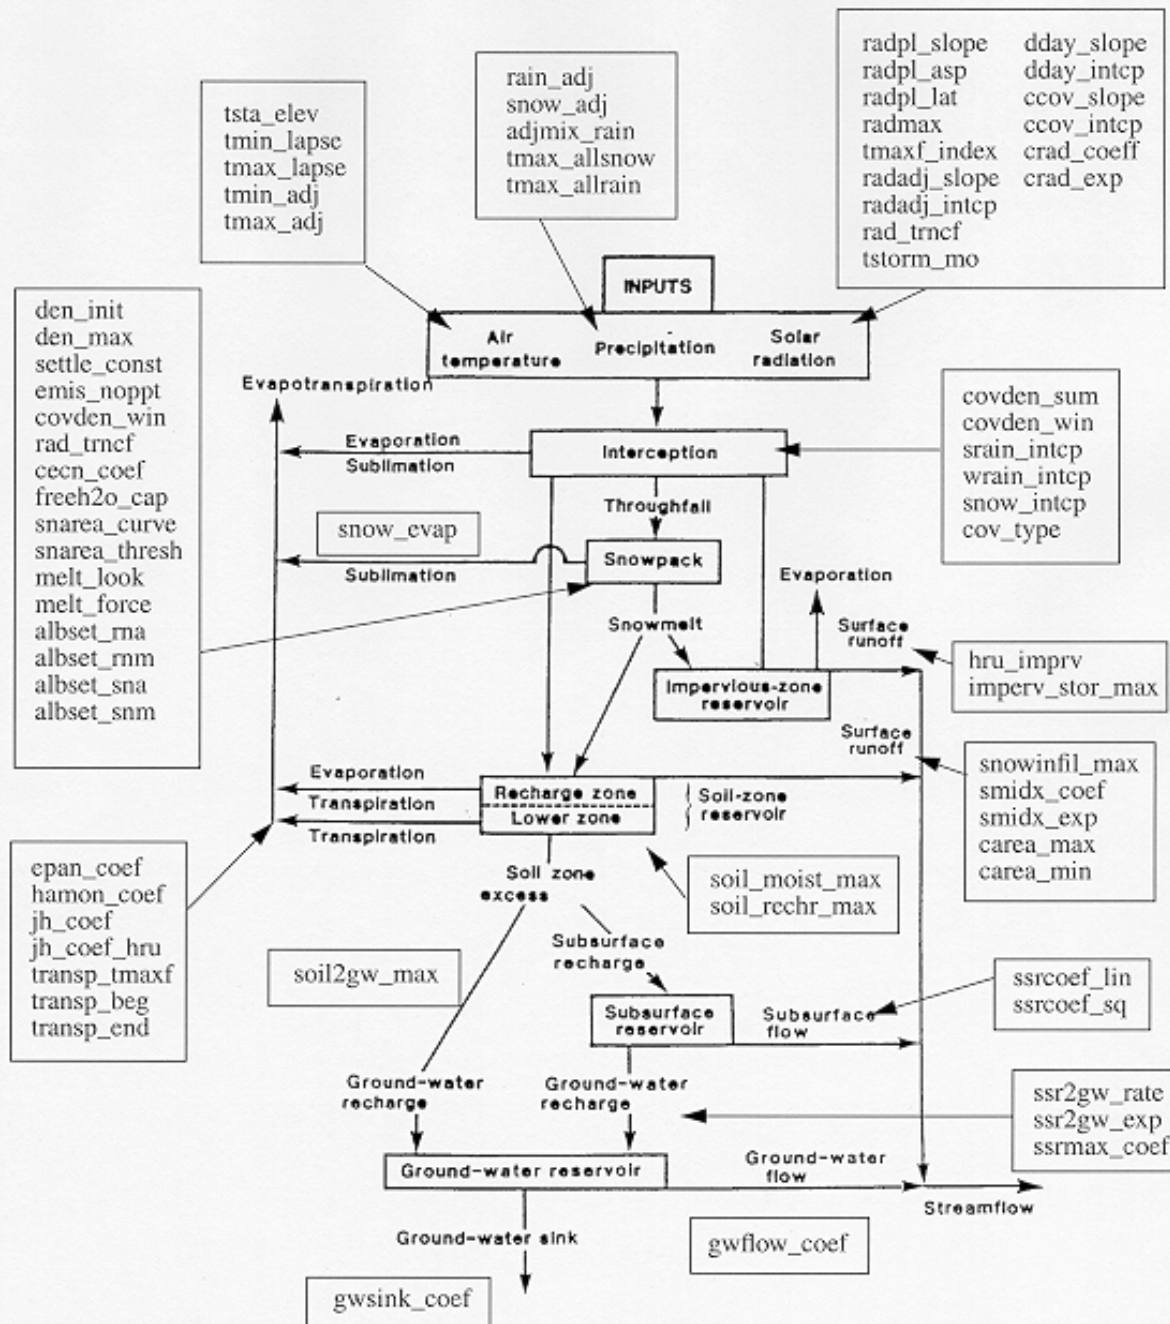 radpl_slope dday_slope
radpl_asp dday_intcp
radpl_lat ccov_slope
radmax ccov_intcp
tmaxf_index crad_coeff
radadj_slope crad_exp
radadj_intcp
rad_trncf
tstorm_mo
rain_adj
snow_adj
adjmix_rain
tmax_allsnow
tmax_allrain
tsta_elev
tmin_lapse
tmax_lapse
tmin_adj
tmax_adj
INPUTS
Air
temperature
Precipitation
Solar
radiation
den_init
den_max
settle_const
emis_noppt
covden_win
rad_trncf
cecn_coef
freeh2o_cap
snarea_curve
snarea_thresh
melt_look
melt_force
albset_rna
albset_rnm
albset_sna
albset_snm
Evapotranspiration
covden_sum
covden_win
srain_intcp
wrain_intcp
snow_intcp
cov_type
Evaporation
Sublimation
Interception
Throughfall
snow_evap
Sublimation
Snowpack
Evaporation
Snowmelt
Surface
runoff
hru_imprv
imperv_stor_max
Impervious-zone
reservoir
Surface
runoff
snowinfil_max
smidx_coef
smidx_exp
carea_max
carea_min
Evaporation
Transpiration
Transpiration
Recharge zone
Lower zone
Soil-zone
reservoir
soil_moist_max
soil_rechr_max
epan_coef
hamon_coef
jh_coef
jh_coef_hru
transp_tmaxf
transp_beg
transp_end
Soil zone
excess
soil2gw_max
Subsurface
recharge
ssrcoef_lin
ssrcoef_sq
Subsurface
reservoir
Subsurface
flow
Ground-water
recharge
Ground-water
recharge
ssr2gw_rate
ssr2gw_exp
ssrmax_coef
Ground-water reservoir
Ground-water
flow
Streamflow
Ground-water sink
gwflow_coef
gwsink_coef